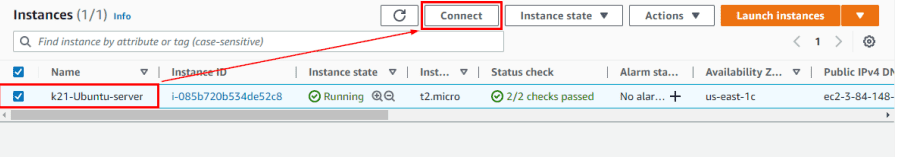 Instances (1/1) Info
Connect
Instance state ▼
Actions ▼
Launch instances ▼
Find instance by attribute or tag (case-sensitive)
< 1 >
Name Instance ID Instance state Inst... Status check Alarm sta... Availability Z... Public IPv4 DN
k21-Ubuntu-server i-085b720b534de52c8 Running t2.micro 2/2 checks passed No alar... + us-east-1c ec2-3-84-148-